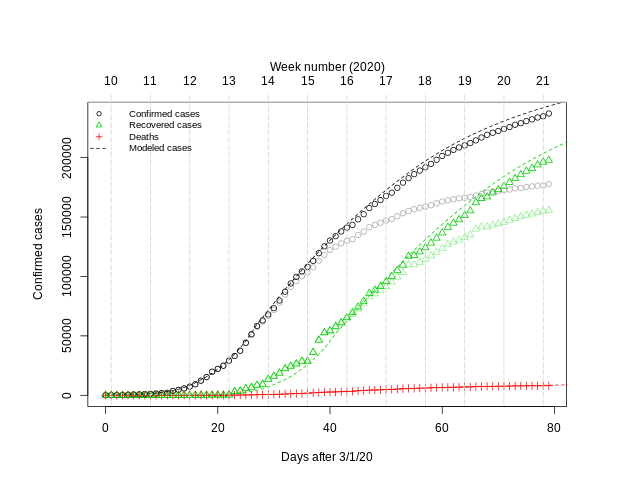 Week number (2020)
10 11 12 13 14 15 16 17 18 19 20 21
Confirmed cases
Recovered cases
Deaths
Modeled cases
Confirmed cases
200000
150000
100000
50000
0
0 20 40 60 80
Days after 3/1/20